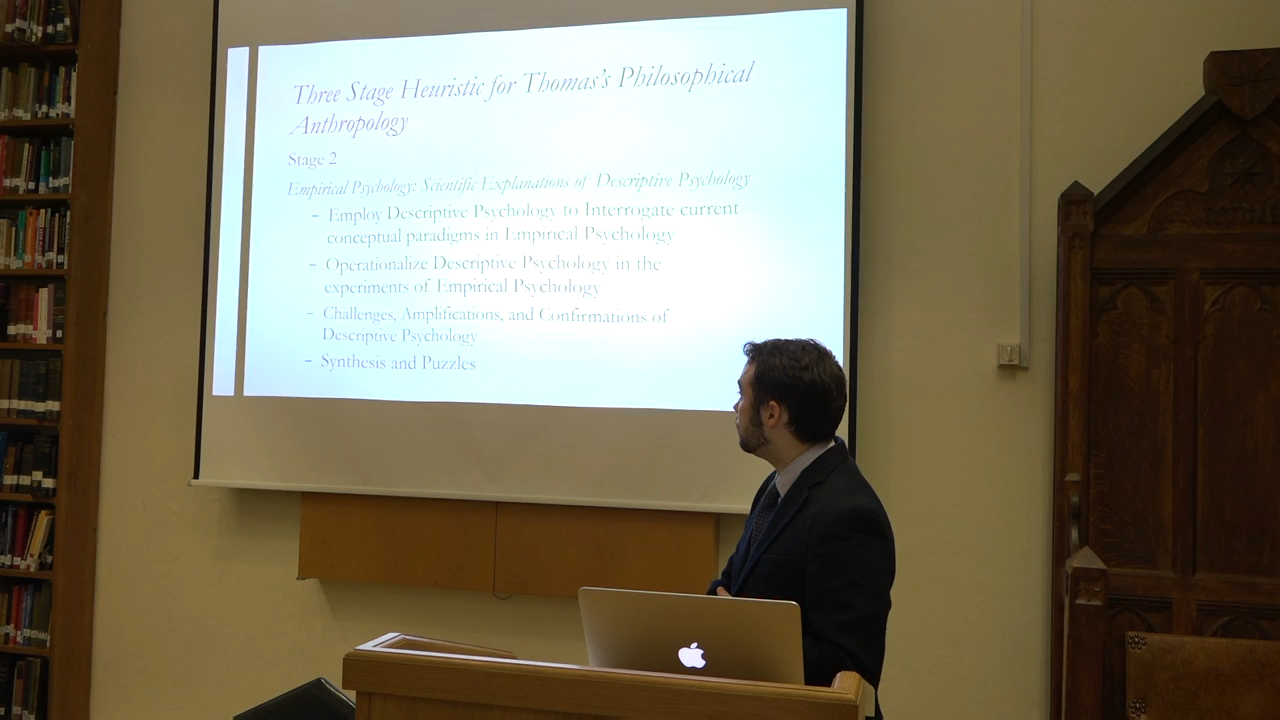 Three Stage Heuristic for Thomas's Philosophical
Anthropology
Stage 2
Empirical Psychology: Scientific Explanations of Descriptive Psychology
– Employ Descriptive Psychology to Interrogate current
conceptual paradigms in Empirical Psychology
– Operationalize Descriptive Psychology in the
experiments of Empirical Psychology
– Challenges, Amplifications, and Confirmations of
Descriptive Psychology
– Synthesis and Puzzles